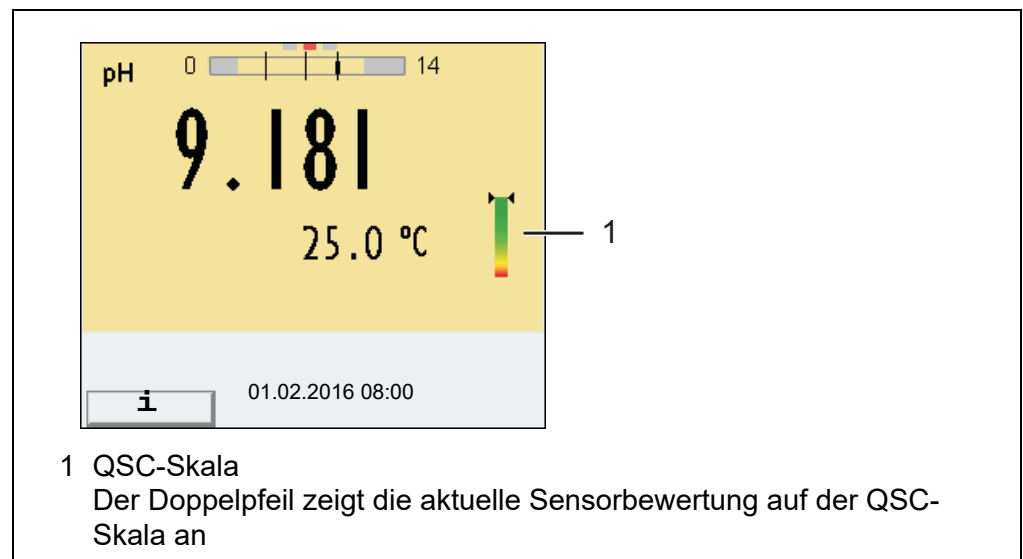 pH 0 14
9.181
25.0 °C
1
i 01.02.2016 08:00
1 QSC-Skala
Der Doppelpfeil zeigt die aktuelle Sensorbewertung auf der QSC-
Skala an